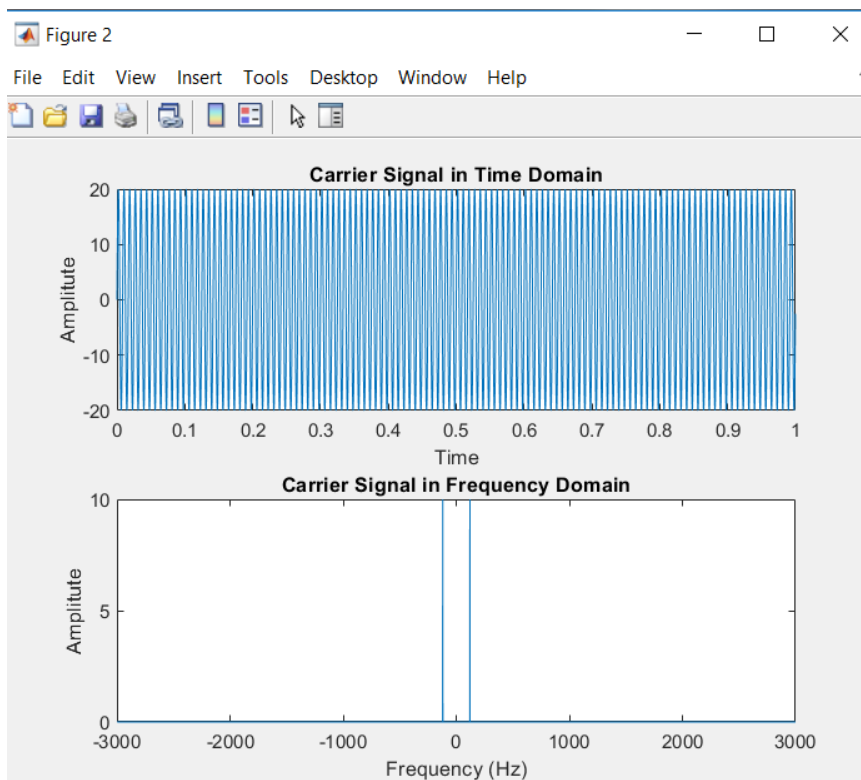 Figure 2
File Edit View Insert Tools Desktop Window Help
Carrier Signal in Time Domain
20
10
0
-10
-20
Amplitute
0 0.1 0.2 0.3 0.4 0.5 0.6 0.7 0.8 0.9 1
Time
Carrier Signal in Frequency Domain
10
5
0
Amplitute
-3000 -2000 -1000 0 1000 2000 3000
Frequency (Hz)